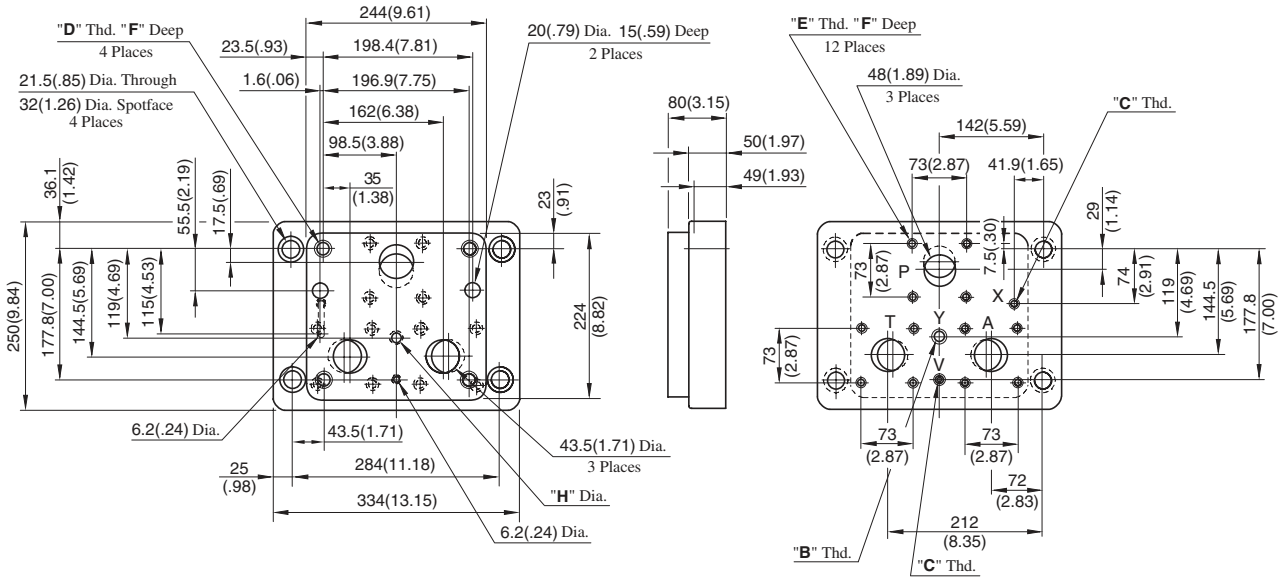 244(9.61)
"D" Thd. "F" Deep
4 Places
23.5(.93)
198.4(7.81)
20(.79) Dia. 15(.59) Deep
2 Places
21.5(.85) Dia. Through
32(1.26) Dia. Spotface
4 Places
1.6(.06)
196.9(7.75)
162(6.38)
98.5(3.88)
35
(1.38)
36.1
(1.42)
55.5(2.19)
17.5(.69)
23
(.91)
250(9.84)
177.8(7.00)
144.5(5.69)
119(4.69)
115(4.53)
224
(8.82)
6.2(.24) Dia.
43.5(1.71)
43.5(1.71) Dia.
3 Places
25
(.98)
284(11.18)
"H" Dia.
334(13.15)
6.2(.24) Dia.
80(3.15)
50(1.97)
49(1.93)
"E" Thd. "F" Deep
12 Places
48(1.89) Dia.
3 Places
"C" Thd.
142(5.59)
73(2.87)
41.9(1.65)
29
(1.14)
7.5(.30)
73
(2.87)
P
X
T
Y
A
V
74
(2.91)
119
(4.69)
144.5
(5.69)
177.8
(7.00)
73
(2.87)
73
(2.87)
73
(2.87)
72
(2.83)
212
(8.35)
"B" Thd.
"C" Thd.